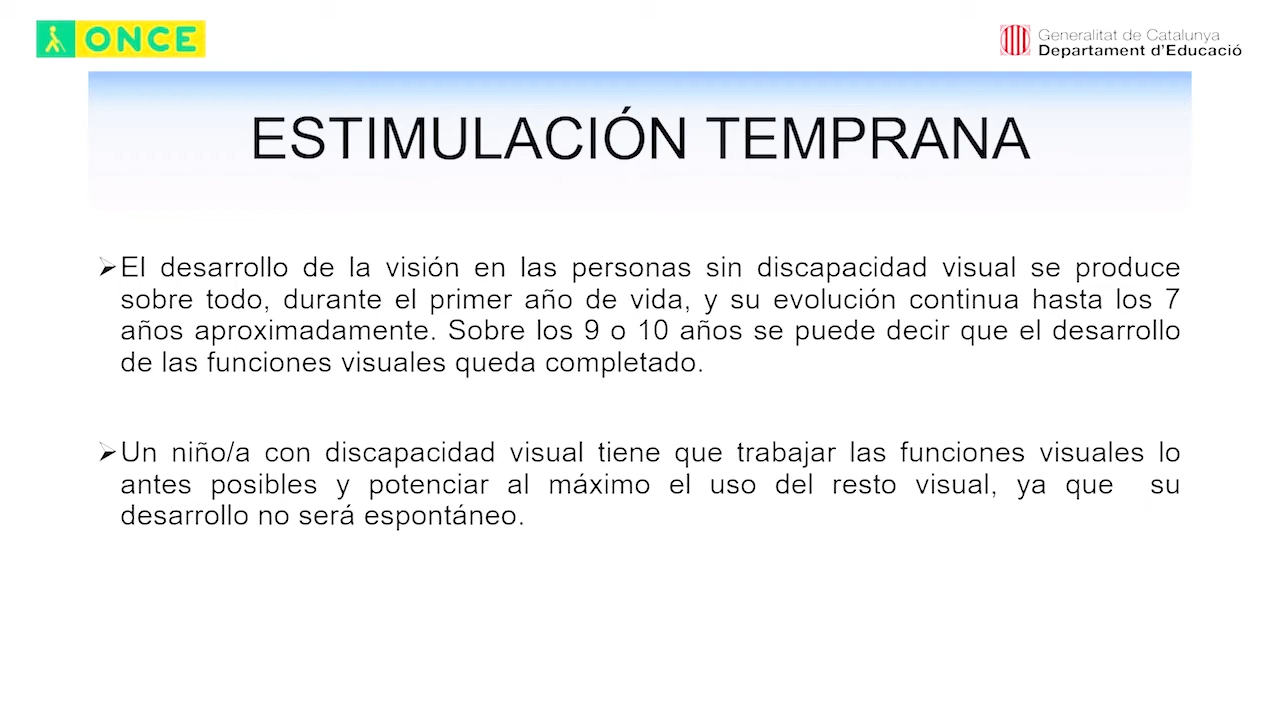 ONCE
Generalitat de Catalunya
Departament d'Educació
ESTIMULACIÓN TEMPRANA
➢El desarrollo de la visión en las personas sin discapacidad visual se produce
sobre todo, durante el primer año de vida, y su evolución continua hasta los 7
años aproximadamente. Sobre los 9 o 10 años se puede decir que el desarrollo
de las funciones visuales queda completado.
➢Un niño/a con discapacidad visual tiene que trabajar las funciones visuales lo
antes posibles y potenciar al máximo el uso del resto visual, ya que su
desarrollo no será espontáneo.